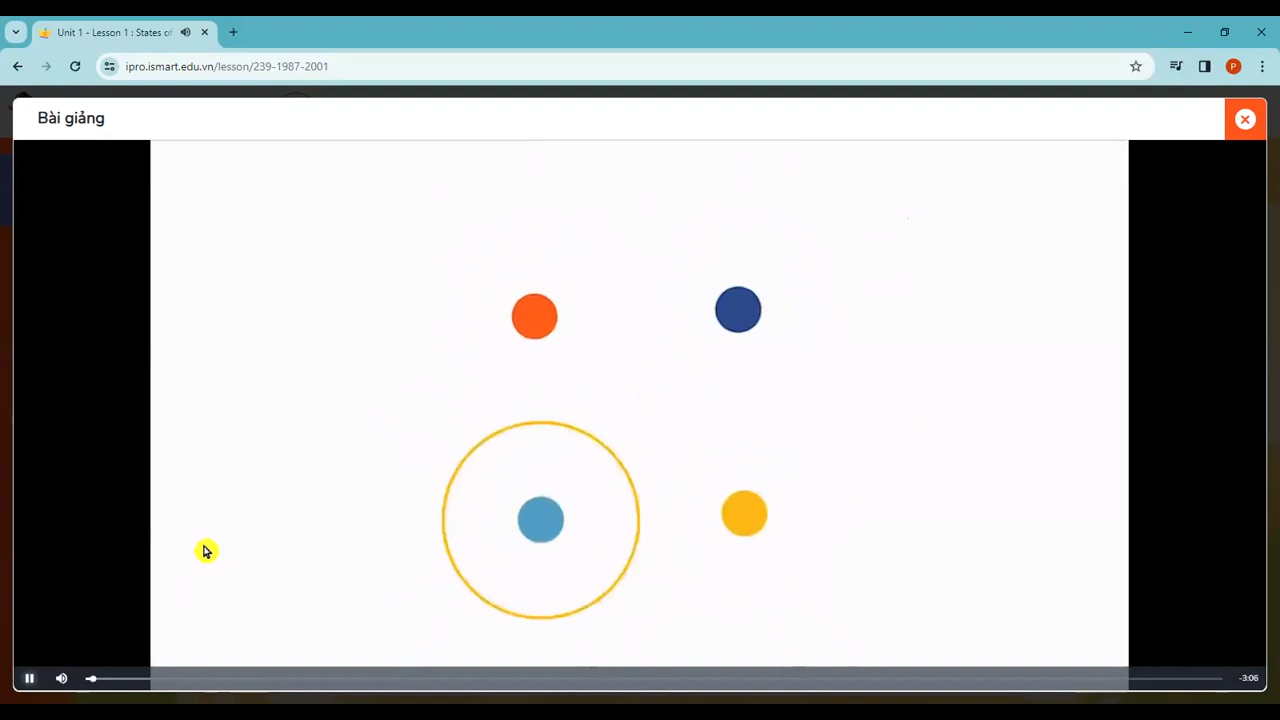 Unit 1 - Lesson 1 : States of
ipro.ismart.edu.vn/lesson/239-1987-2001
P
Bài giảng
-3:06